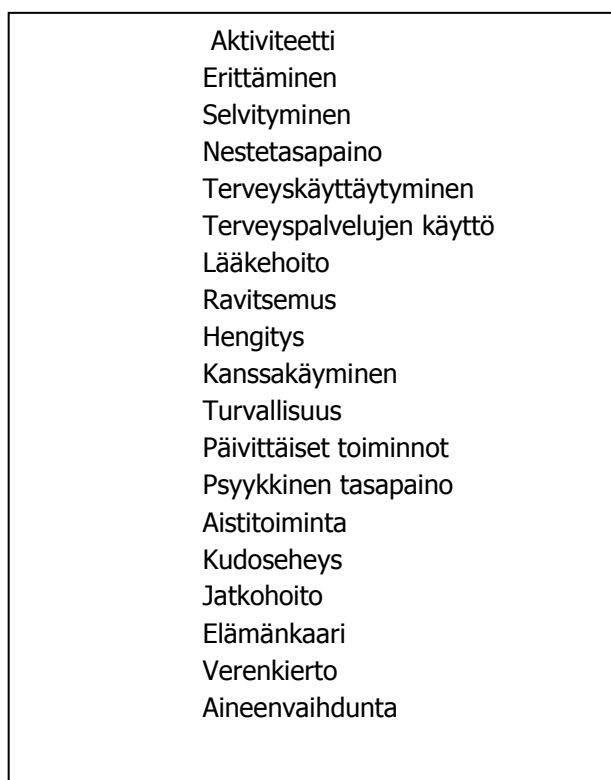 Aktiviteetti
Erittäminen
Selvityminen
Nestetasapaino
Terveyskäyttäytyminen
Terveyspalvelujen käyttö
Lääkehoito
Ravitsemus
Hengitys
Kanssakäyminen
Turvallisuus
Päivittäiset toiminnot
Psyykkinen tasapaino
Aistitoiminta
Kudoseheys
Jatkohoito
Elämänkaari
Verenkierto
Aineenvaihdunta